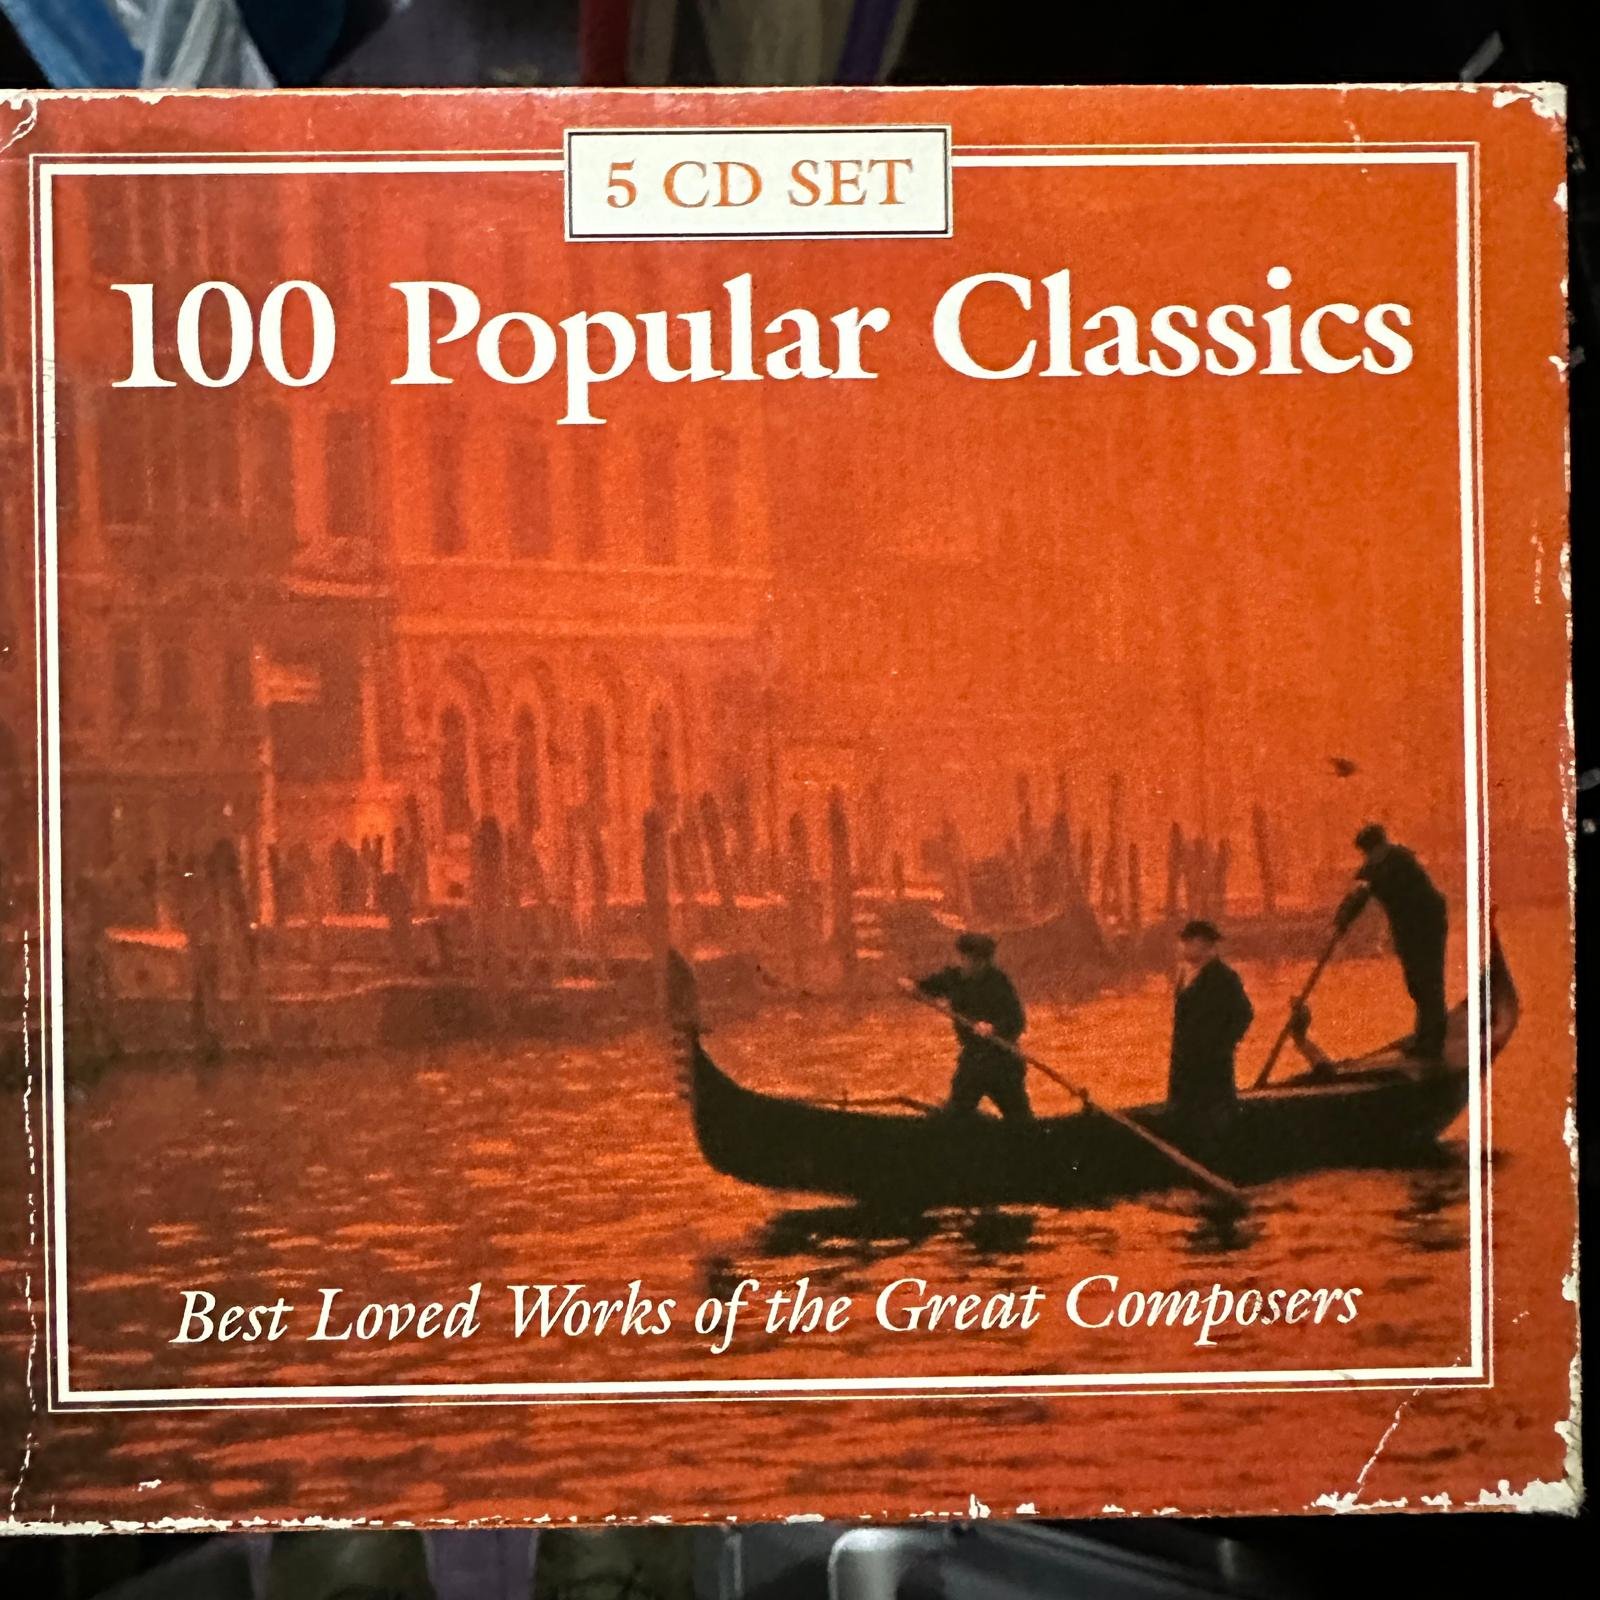 5 CD SET
100 Popular Classics
Best Loved Works of the Great Composers